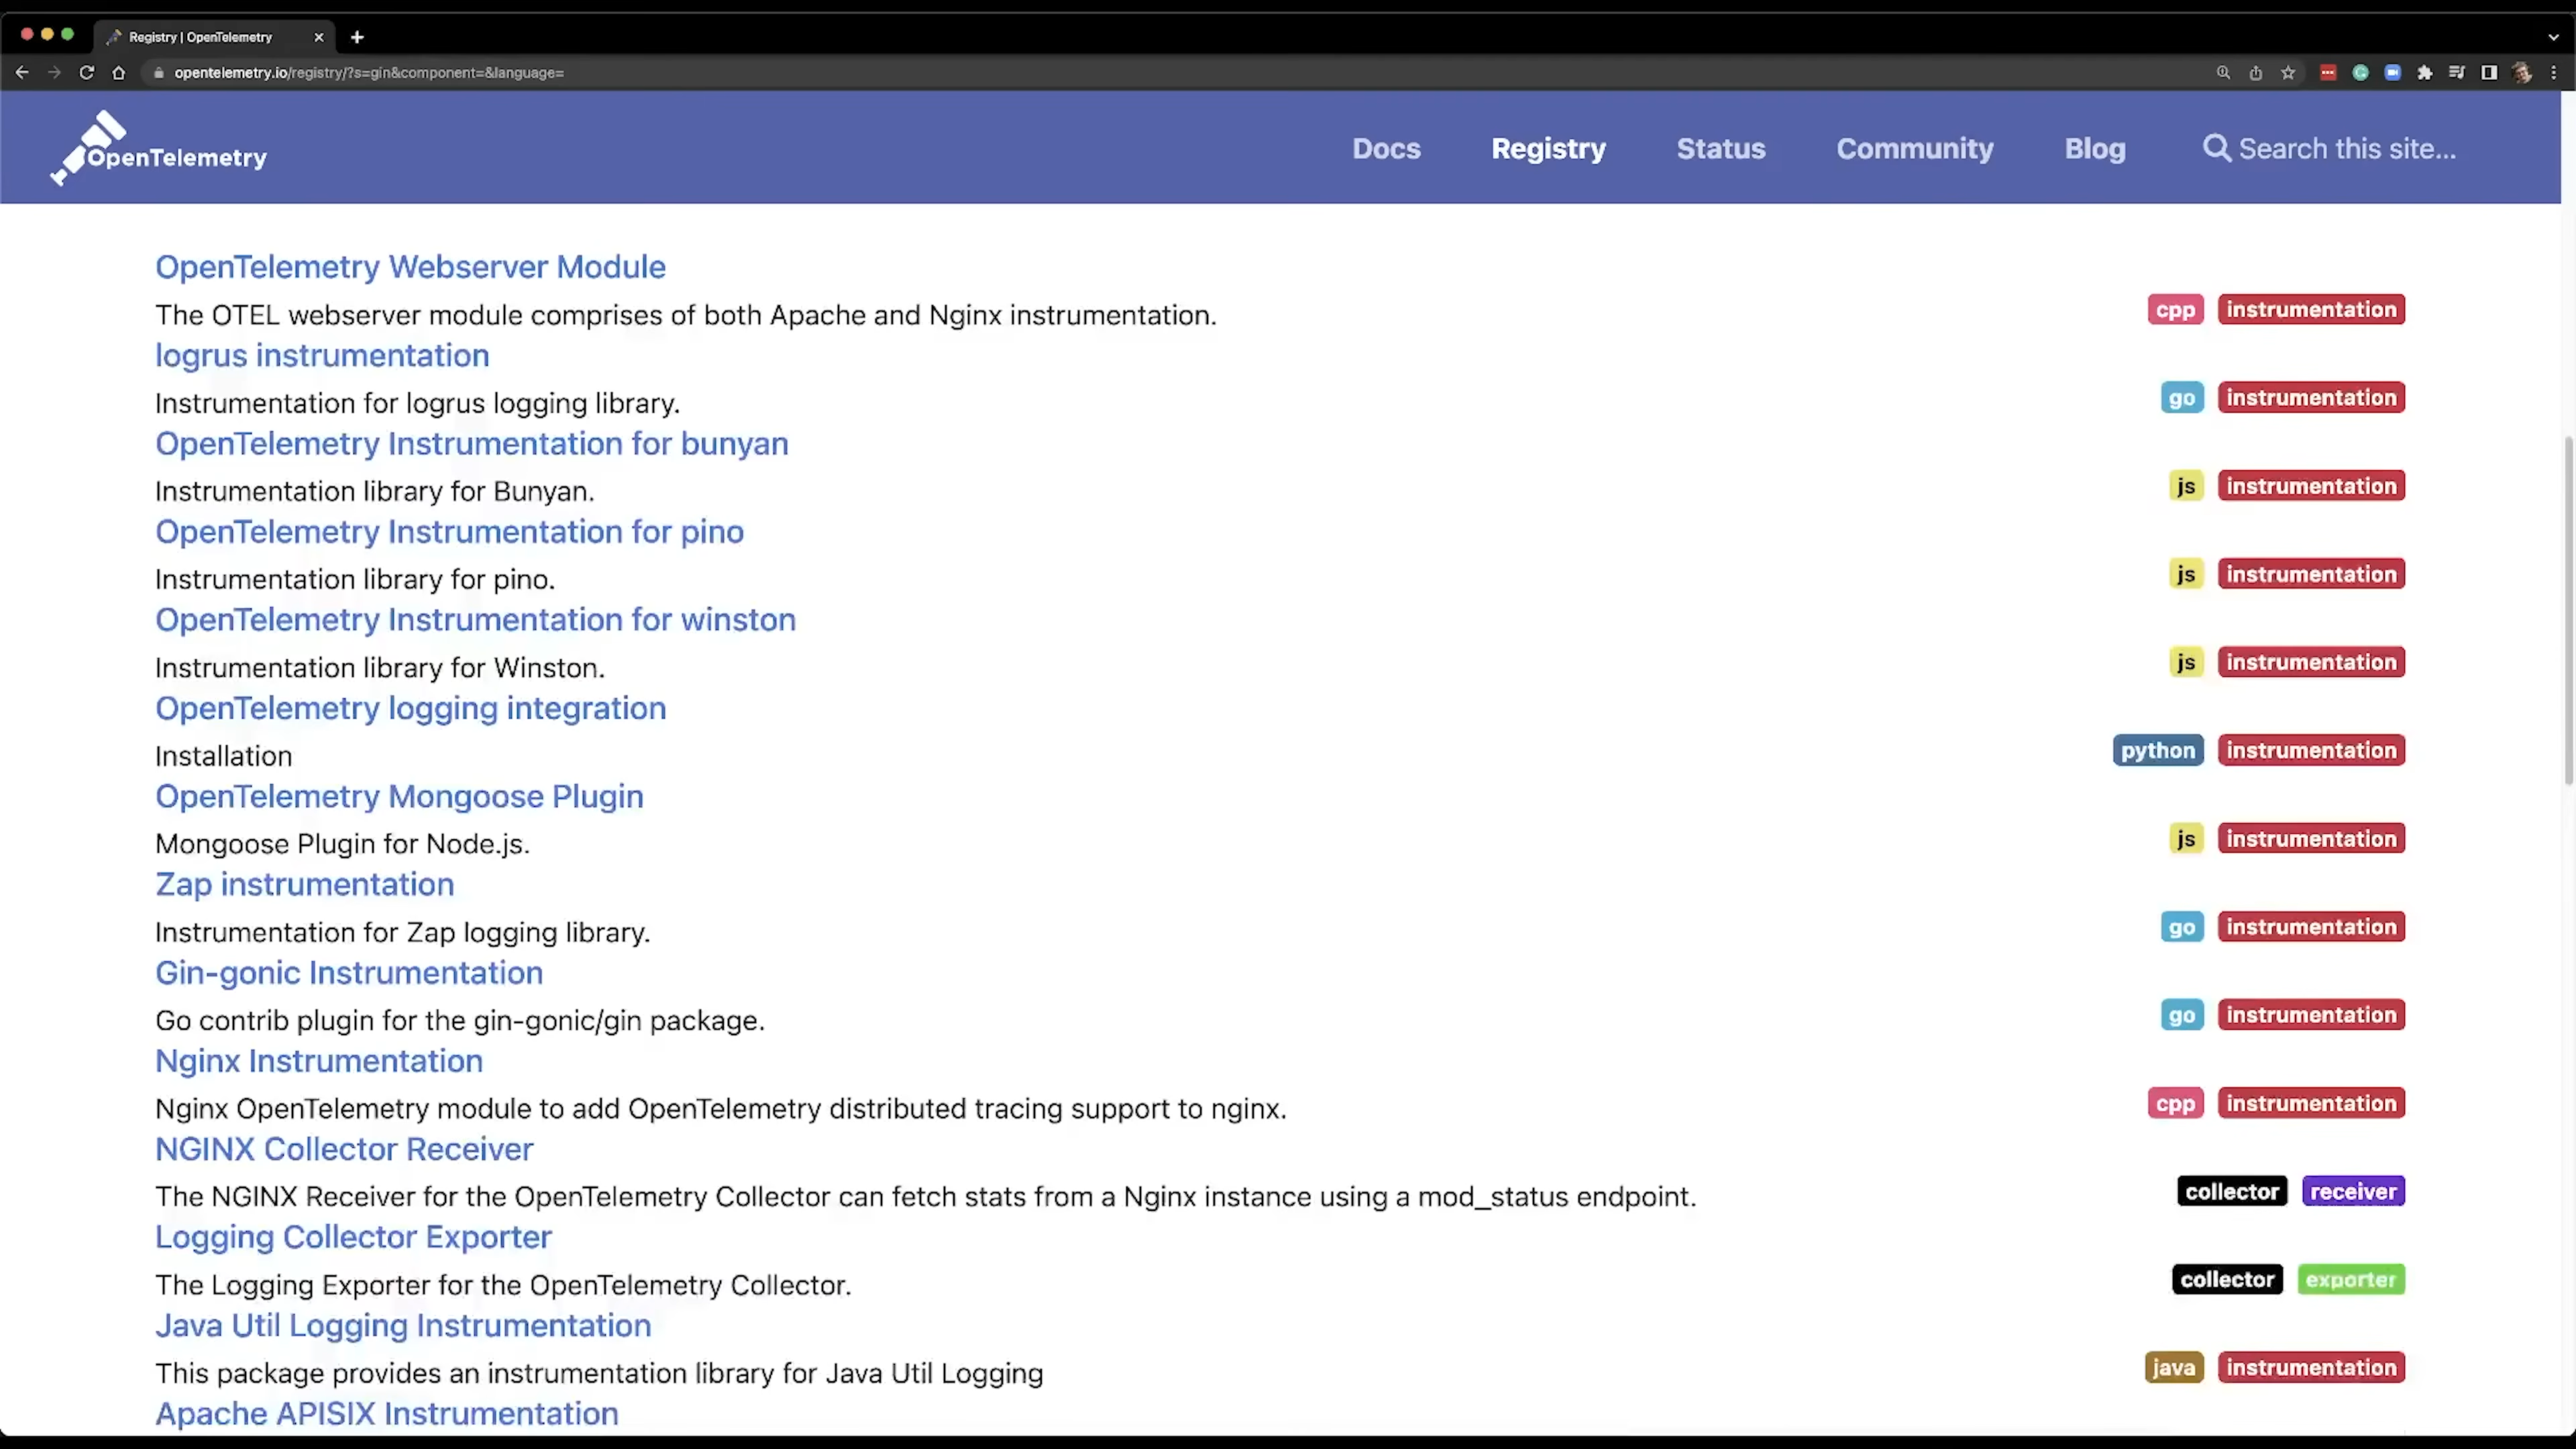 Registry | OpenTelemetry
opentelemetry.io/registry/?s=gin&component=&language=
OpenTelemetry
Docs Registry Status Community Blog Search this site...
OpenTelemetry Webserver Module
The OTEL webserver module comprises of both Apache and Nginx instrumentation. cpp instrumentation
logrus instrumentation
Instrumentation for logrus logging library. go instrumentation
OpenTelemetry Instrumentation for bunyan
Instrumentation library for Bunyan. js instrumentation
OpenTelemetry Instrumentation for pino
Instrumentation library for pino. js instrumentation
OpenTelemetry Instrumentation for winston
Instrumentation library for Winston. js instrumentation
OpenTelemetry logging integration
Installation python instrumentation
OpenTelemetry Mongoose Plugin
Mongoose Plugin for Node.js. js instrumentation
Zap instrumentation
Instrumentation for Zap logging library. go instrumentation
Gin-gonic Instrumentation
Go contrib plugin for the gin-gonic/gin package. go instrumentation
Nginx Instrumentation
Nginx OpenTelemetry module to add OpenTelemetry distributed tracing support to nginx. cpp instrumentation
NGINX Collector Receiver
The NGINX Receiver for the OpenTelemetry Collector can fetch stats from a Nginx instance using a mod_status endpoint. collector receiver
Logging Collector Exporter
The Logging Exporter for the OpenTelemetry Collector. collector exporter
Java Util Logging Instrumentation
This package provides an instrumentation library for Java Util Logging java instrumentation
Apache APISIX Instrumentation